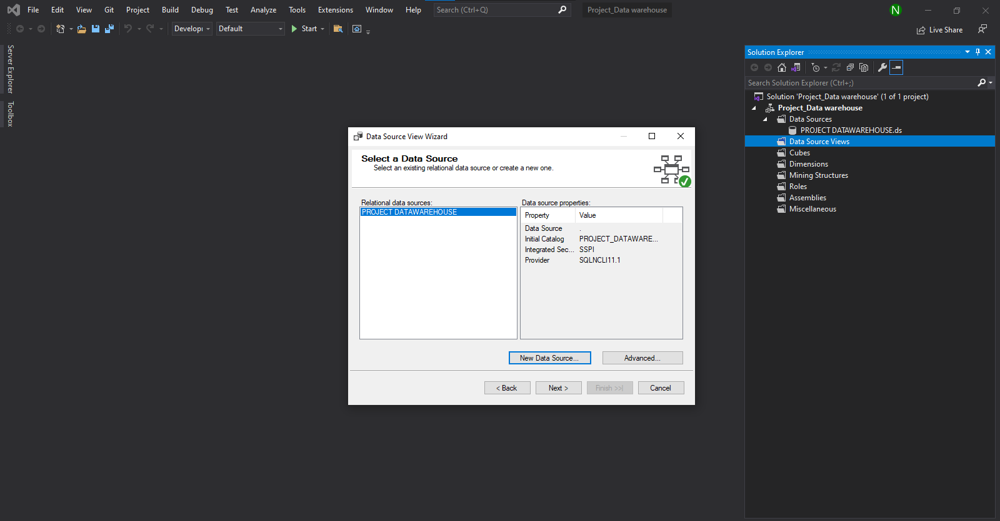 File Edit View Git Project Build Debug Test Analyze Tools Extensions Window Help Search (Ctrl+Q) Project_Data warehouse N
Developı Default Start Live Share
Server Explorer
Toolbox
Solution Explorer
Search Solution Explorer (Ctrl+;)
Solution 'Project_Data warehouse' (1 of 1 project)
Project_Data warehouse
Data Sources
PROJECT DATAWAREHOUSE.ds
Data Source Views
Cubes
Dimensions
Mining Structures
Roles
Assemblies
Miscellaneous
Data Source View Wizard
Select a Data Source
Select an existing relational data source or create a new one.
Relational data sources:
PROJECT DATAWAREHOUSE
Data source properties:
Property Value
Data Source .
Initial Catalog PROJECT_DATAWARE...
Integrated Sec... SSPI
Provider SQLNCLI11.1
New Data Source... Advanced...
< Back Next > Finish >>| Cancel